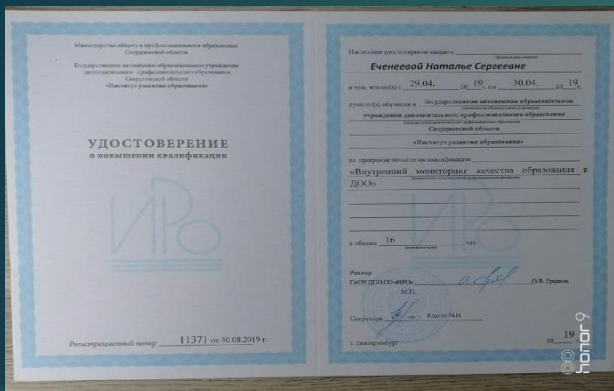 Министерство общего и профессионального образования
Свердловской области
Государственное автономное образовательное учреждение
дополнительного профессионального образования
Свердловской области
«Институт развития образования»
УДОСТОВЕРЕНИЕ
о повышении квалификации
ИРО
Регистрационный номер 11371 от 30.08.2019 г.
Настоящее удостоверение выдано
Еченеевой Наталье Сергеевне
в том, что он(а) с 29.04. 20 19 г. по 30.04. 20 19 г.
прошел(а) обучение в Государственном автономном образовательном
учреждении дополнительного профессионального образования
Свердловской области
«Институт развития образования»
по программе повышения квалификации
«Внутренний мониторинг качества образования в
ДОО»
в объеме 16 час.
Ректор
ГАОУ ДПО СО «ИРО» О.В. Гредина
М.П.
Секретарь
г. Екатеринбург 20 19
honor 9